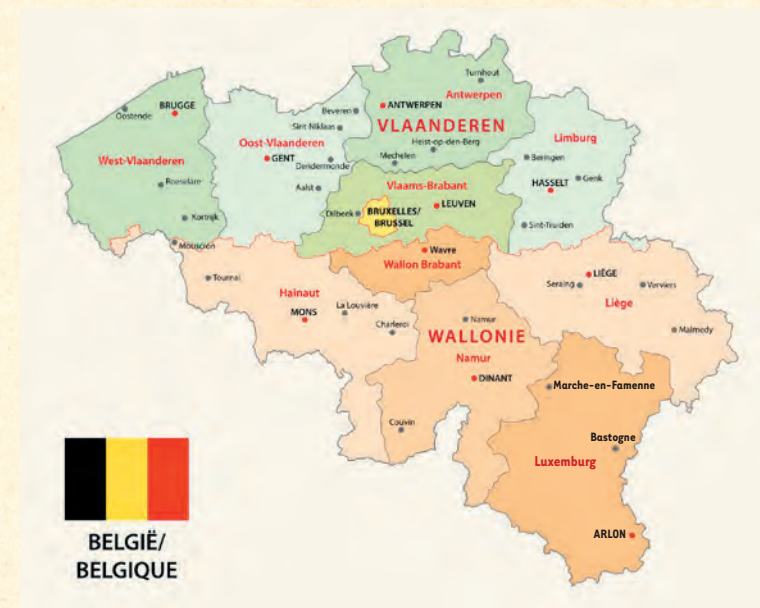 Turnhout
Antwerpen
BRUGGE
Oostende
Beveren
ANTWERPEN
VLAANDEREN
Sint Niklaas
Oost-Vlaanderen
Heist-op-den-Berg
Limburg
West-Vlaanderen
GENT
Dendermonde
Mechelen
Beringen
Roeselare
Aalst
Vlaams-Brabant
HASSELT
Genk
Kortrijk
Dilbeek
BRUXELLES/
BRUSSEL
LEUVEN
Sint-Truiden
Mouscron
Wavre
Wallon Brabant
Tournai
LIÈGE
Seraing
Verviers
Hainaut
La Louvière
Liège
MONS
Charleroi
Namur
WALLONIE
Malmedy
Namur
DINANT
Marche-en-Famenne
Couvin
Bastogne
Luxemburg
ARLON
BELGIË/
BELGIQUE